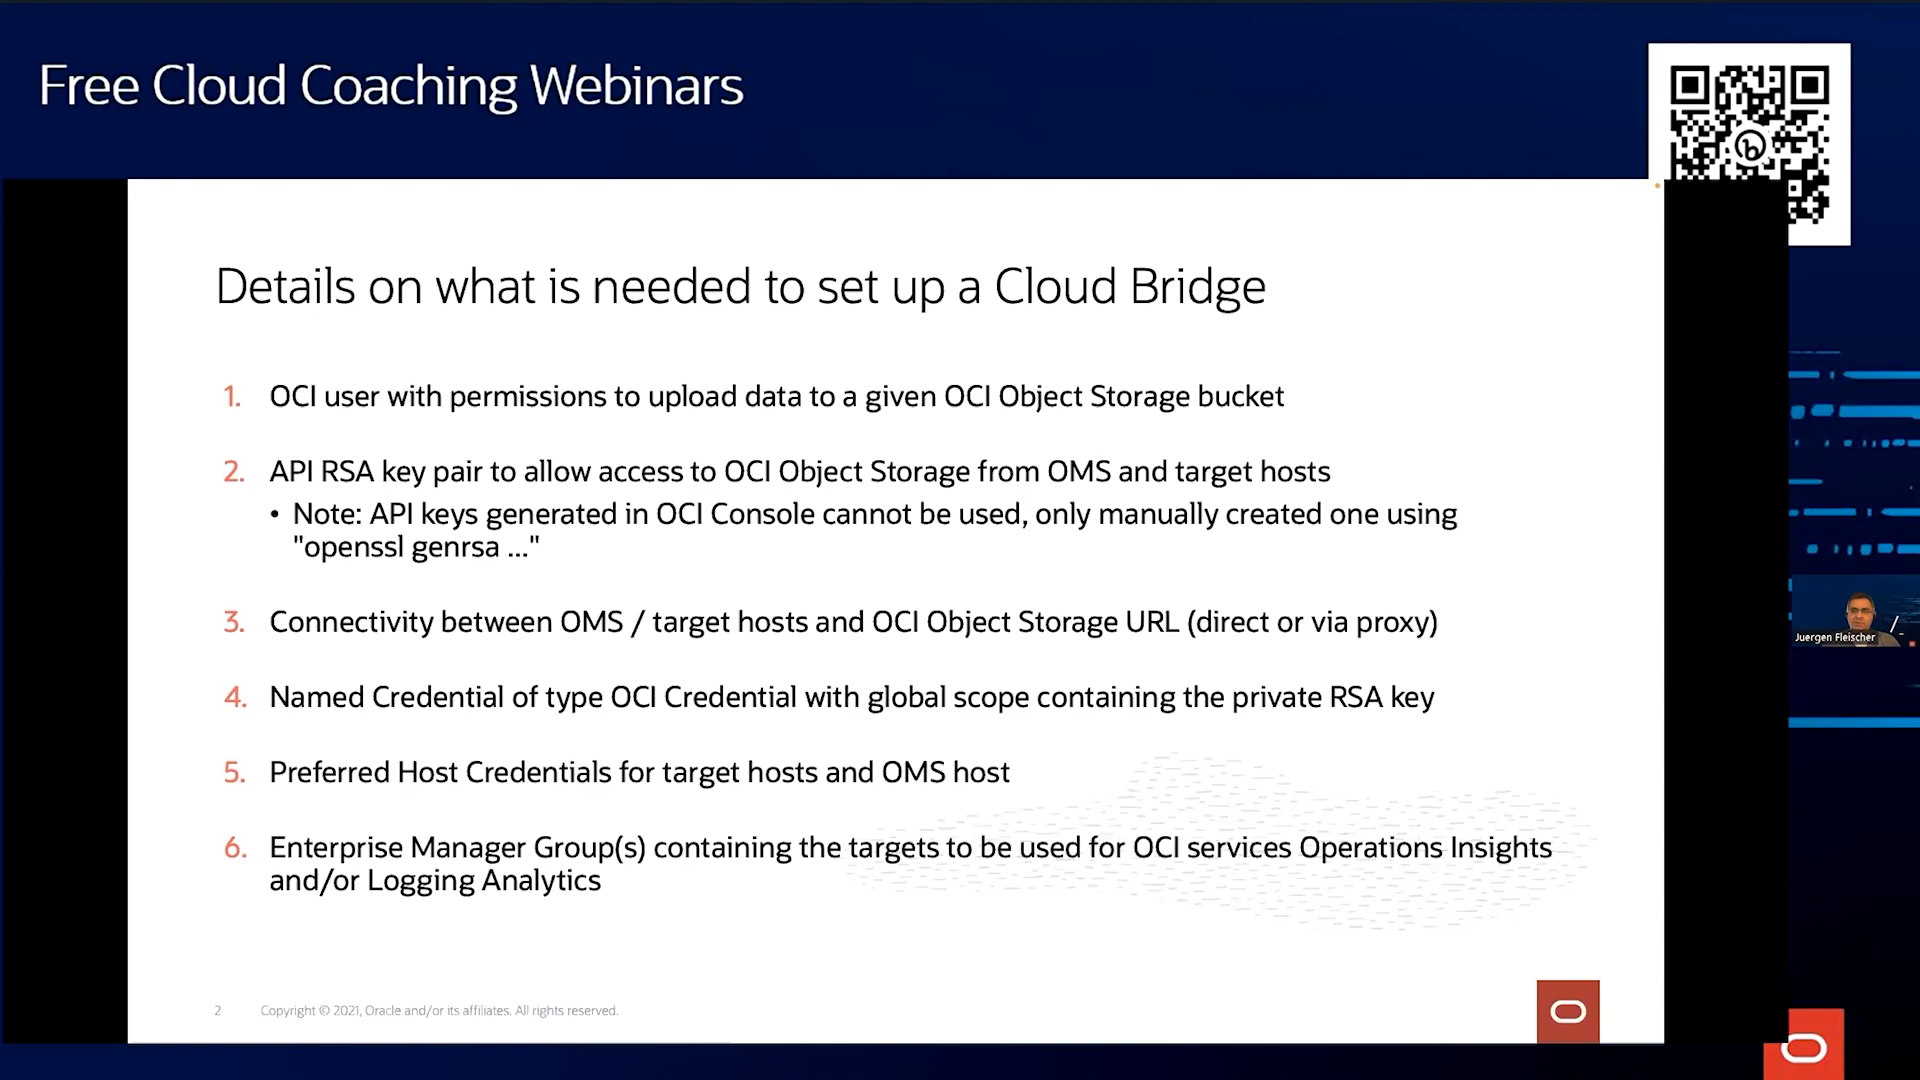 Free Cloud Coaching Webinars
Details on what is needed to set up a Cloud Bridge
1. OCI user with permissions to upload data to a given OCI Object Storage bucket
2. API RSA key pair to allow access to OCI Object Storage from OMS and target hosts
• Note: API keys generated in OCI Console cannot be used, only manually created one using
"openssl genrsa ..."
3. Connectivity between OMS / target hosts and OCI Object Storage URL (direct or via proxy)
4. Named Credential of type OCI Credential with global scope containing the private RSA key
5. Preferred Host Credentials for target hosts and OMS host
6. Enterprise Manager Group(s) containing the targets to be used for OCI services Operations Insights
and/or Logging Analytics
Juergen Fleischer
2 Copyright © 2021, Oracle and/or its affiliates. All rights reserved.